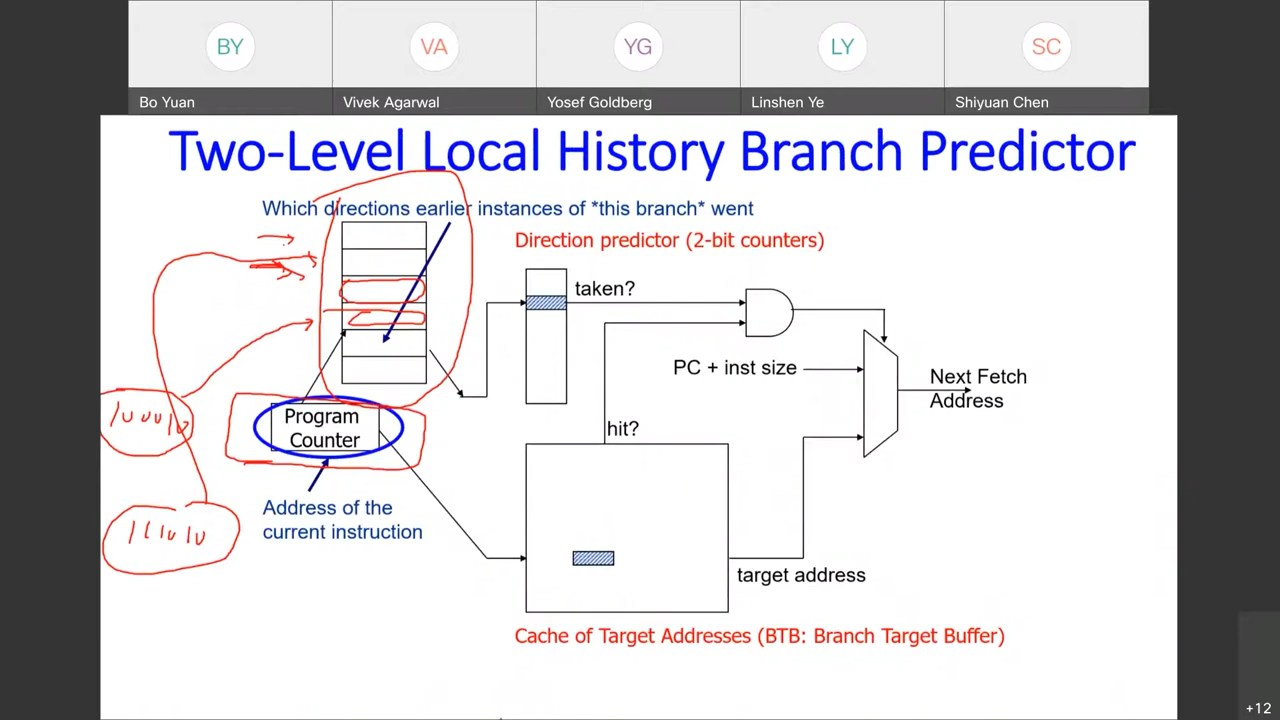 BY
VA
YG
LY
SC
Bo Yuan
Vivek Agarwal
Yosef Goldberg
Linshen Ye
Shiyuan Chen
Two-Level Local History Branch Predictor
Which directions earlier instances of *this branch* went
Direction predictor (2-bit counters)
taken?
PC + inst size
Next Fetch
Address
Program
Counter
hit?
Address of the
current instruction
111010
target address
Cache of Target Addresses (BTB: Branch Target Buffer)
+12